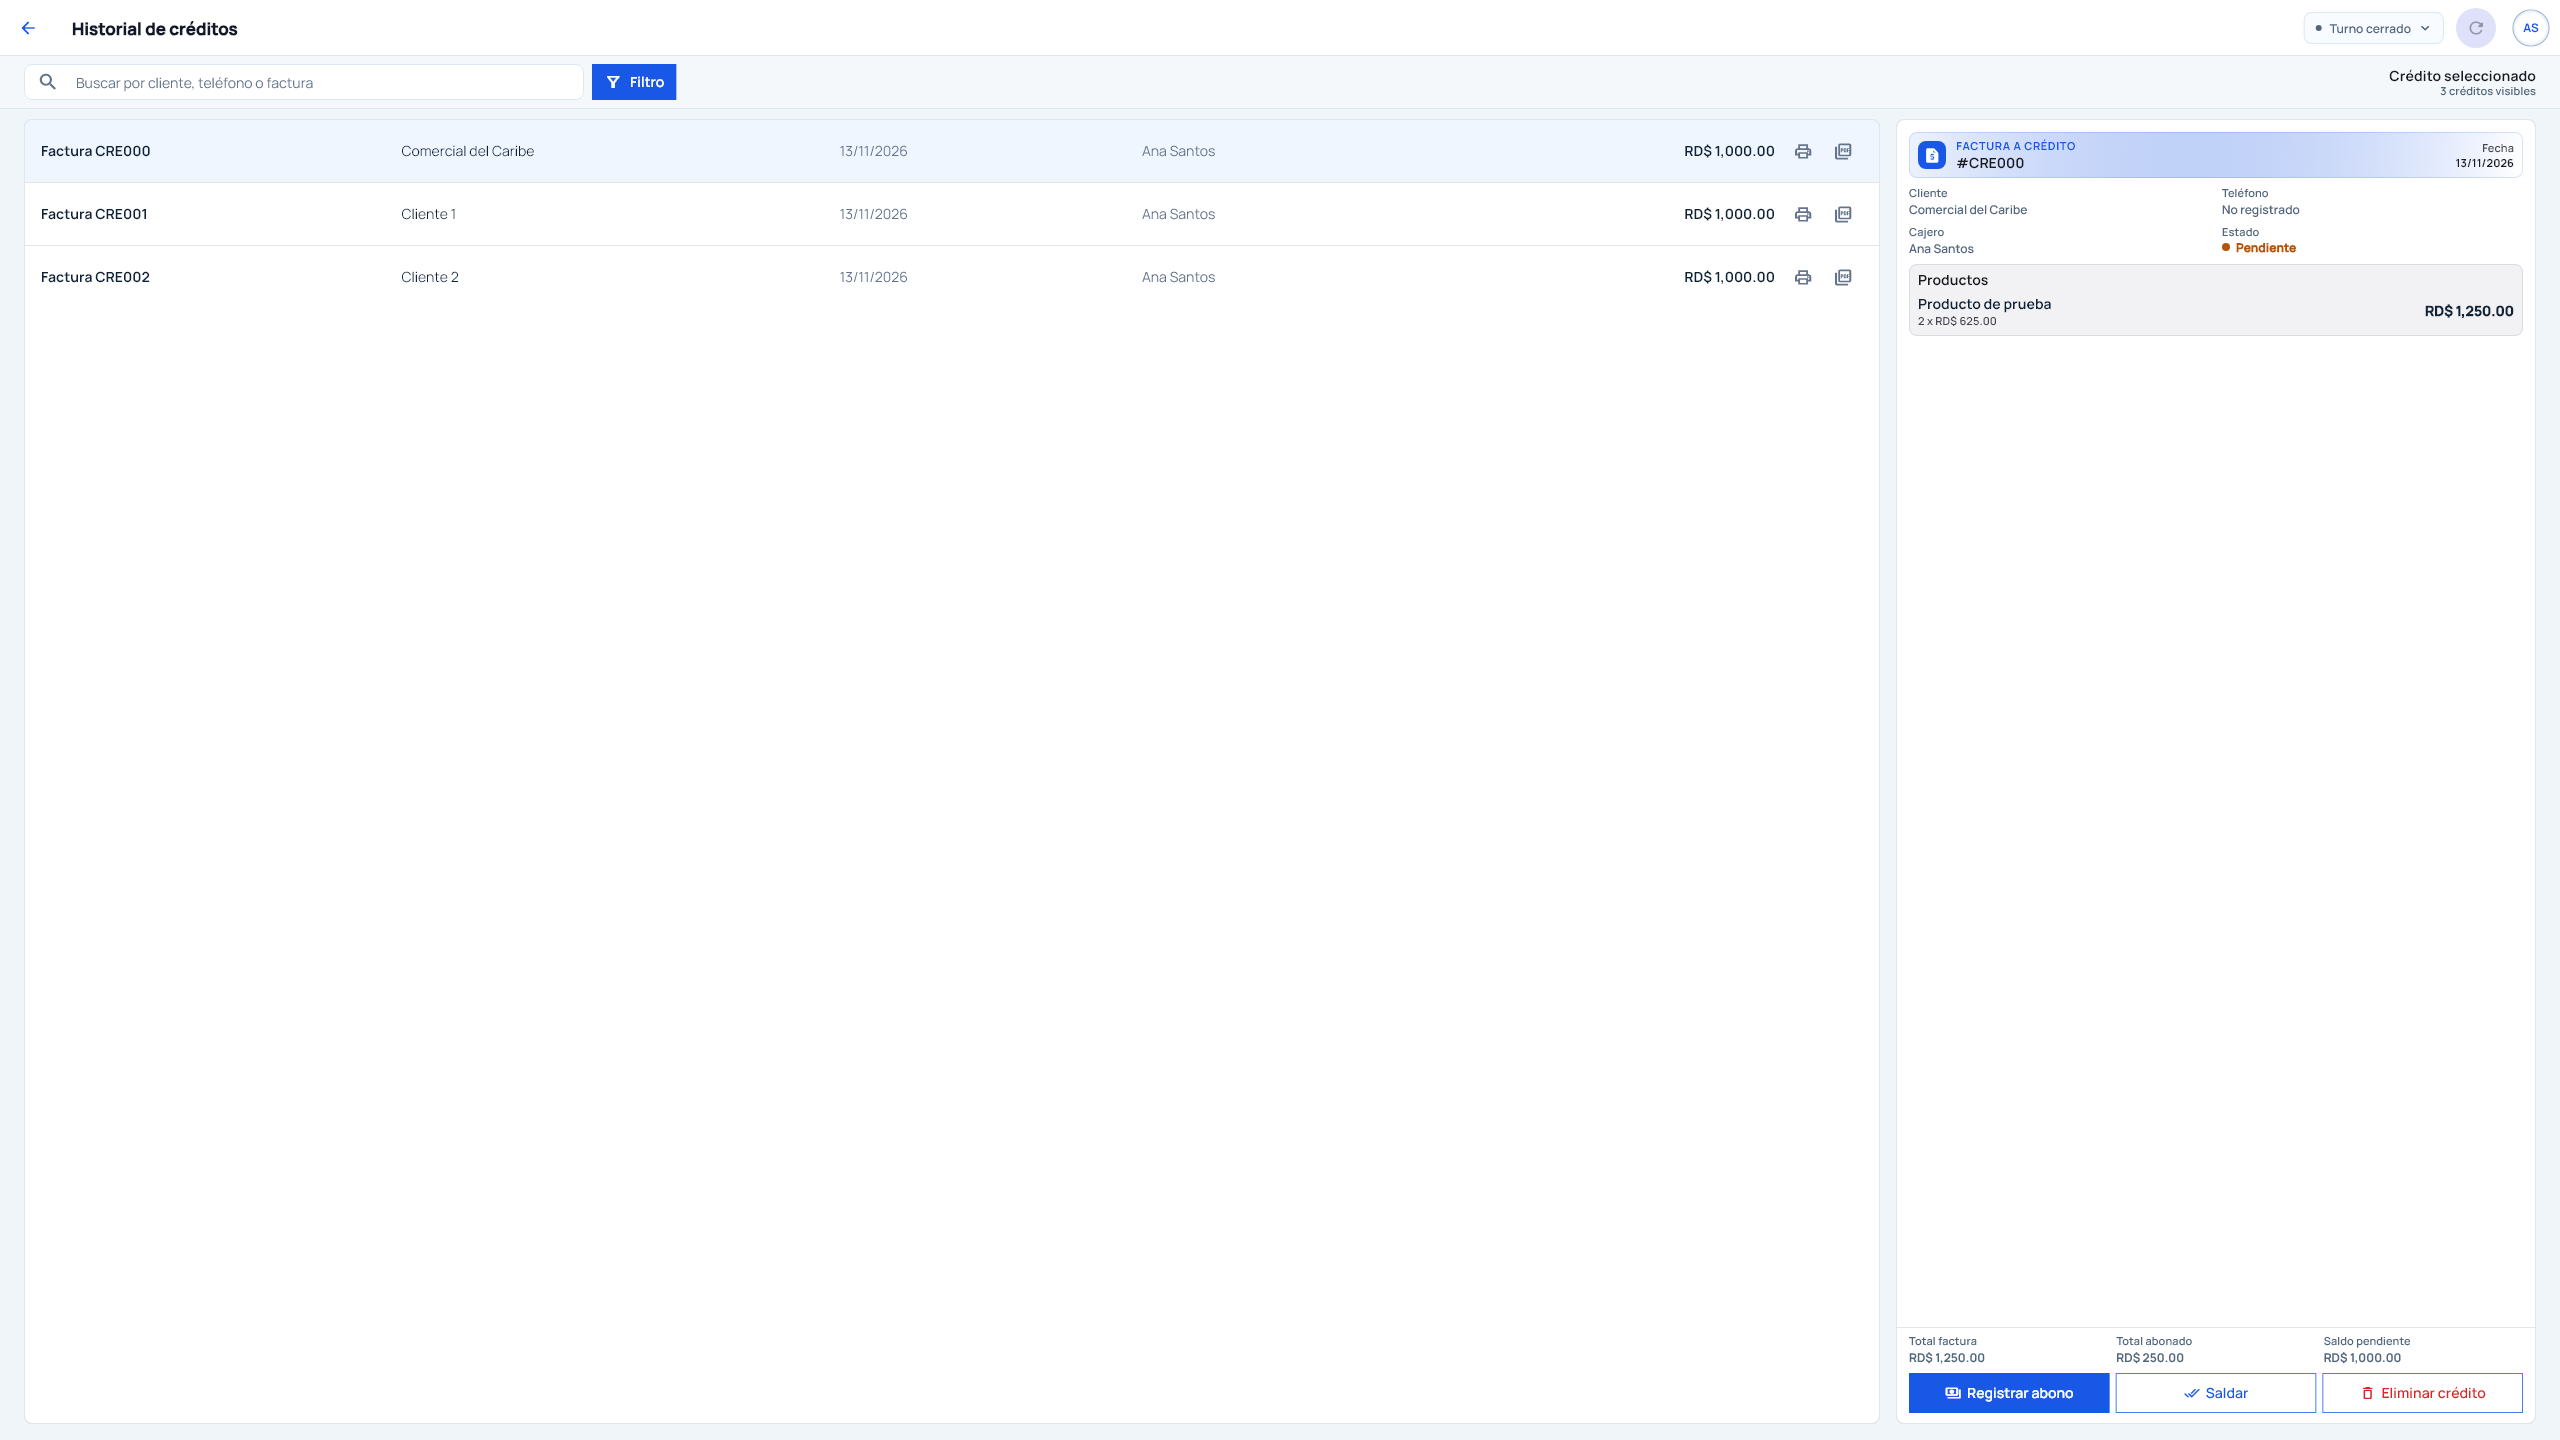 Historial de créditos
Turno cerrado
AS
Buscar por cliente, teléfono o factura
Filtro
Crédito seleccionado
3 créditos visibles
Factura CRE000 Comercial del Caribe 13/11/2026 Ana Santos RD$ 1,000.00
Factura CRE001 Cliente 1 13/11/2026 Ana Santos RD$ 1,000.00
Factura CRE002 Cliente 2 13/11/2026 Ana Santos RD$ 1,000.00
FACTURA A CRÉDITO
#CRE000
Fecha
13/11/2026
Cliente
Comercial del Caribe
Teléfono
No registrado
Cajero
Ana Santos
Estado
Pendiente
Productos
Producto de prueba
2 x RD$ 625.00
RD$ 1,250.00
Total factura
RD$ 1,250.00
Total abonado
RD$ 250.00
Saldo pendiente
RD$ 1,000.00
Registrar abono
Saldar
Eliminar crédito